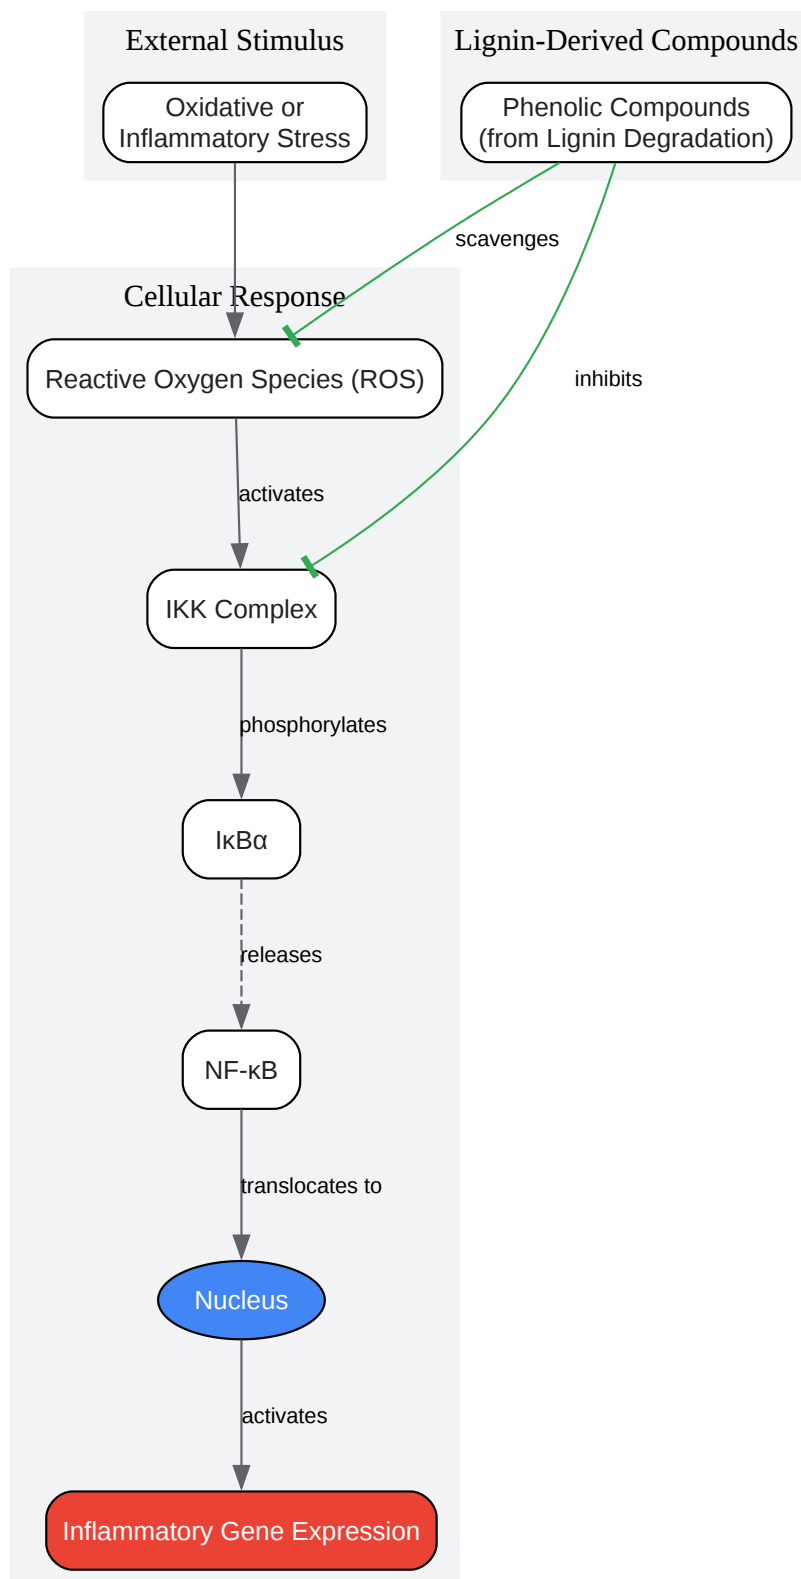 External Stimulus
Lignin-Derived Compounds
Oxidative or
Inflammatory Stress
Phenolic Compounds
(from Lignin Degradation)
scavenges
Cellular Response
Reactive Oxygen Species (ROS)
inhibits
activates
IKK Complex
phosphorylates
IκBα
releases
NF-κB
translocates to
Nucleus
activates
Inflammatory Gene Expression